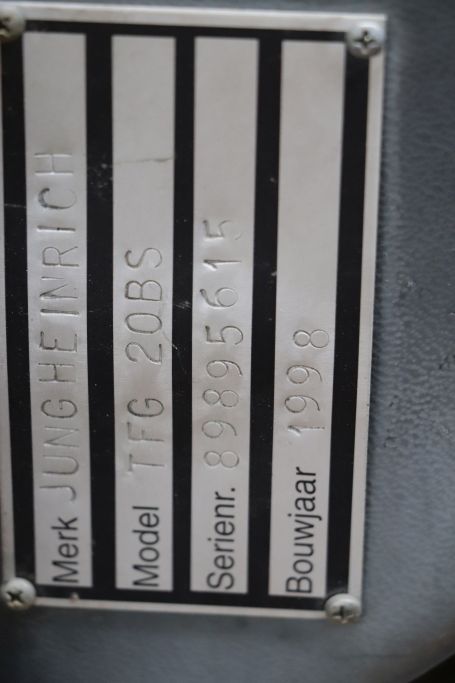 Merk JUNGHEINRICH
Model TFG 20BS
Serienr. 89895615
Bouwjaar 1998